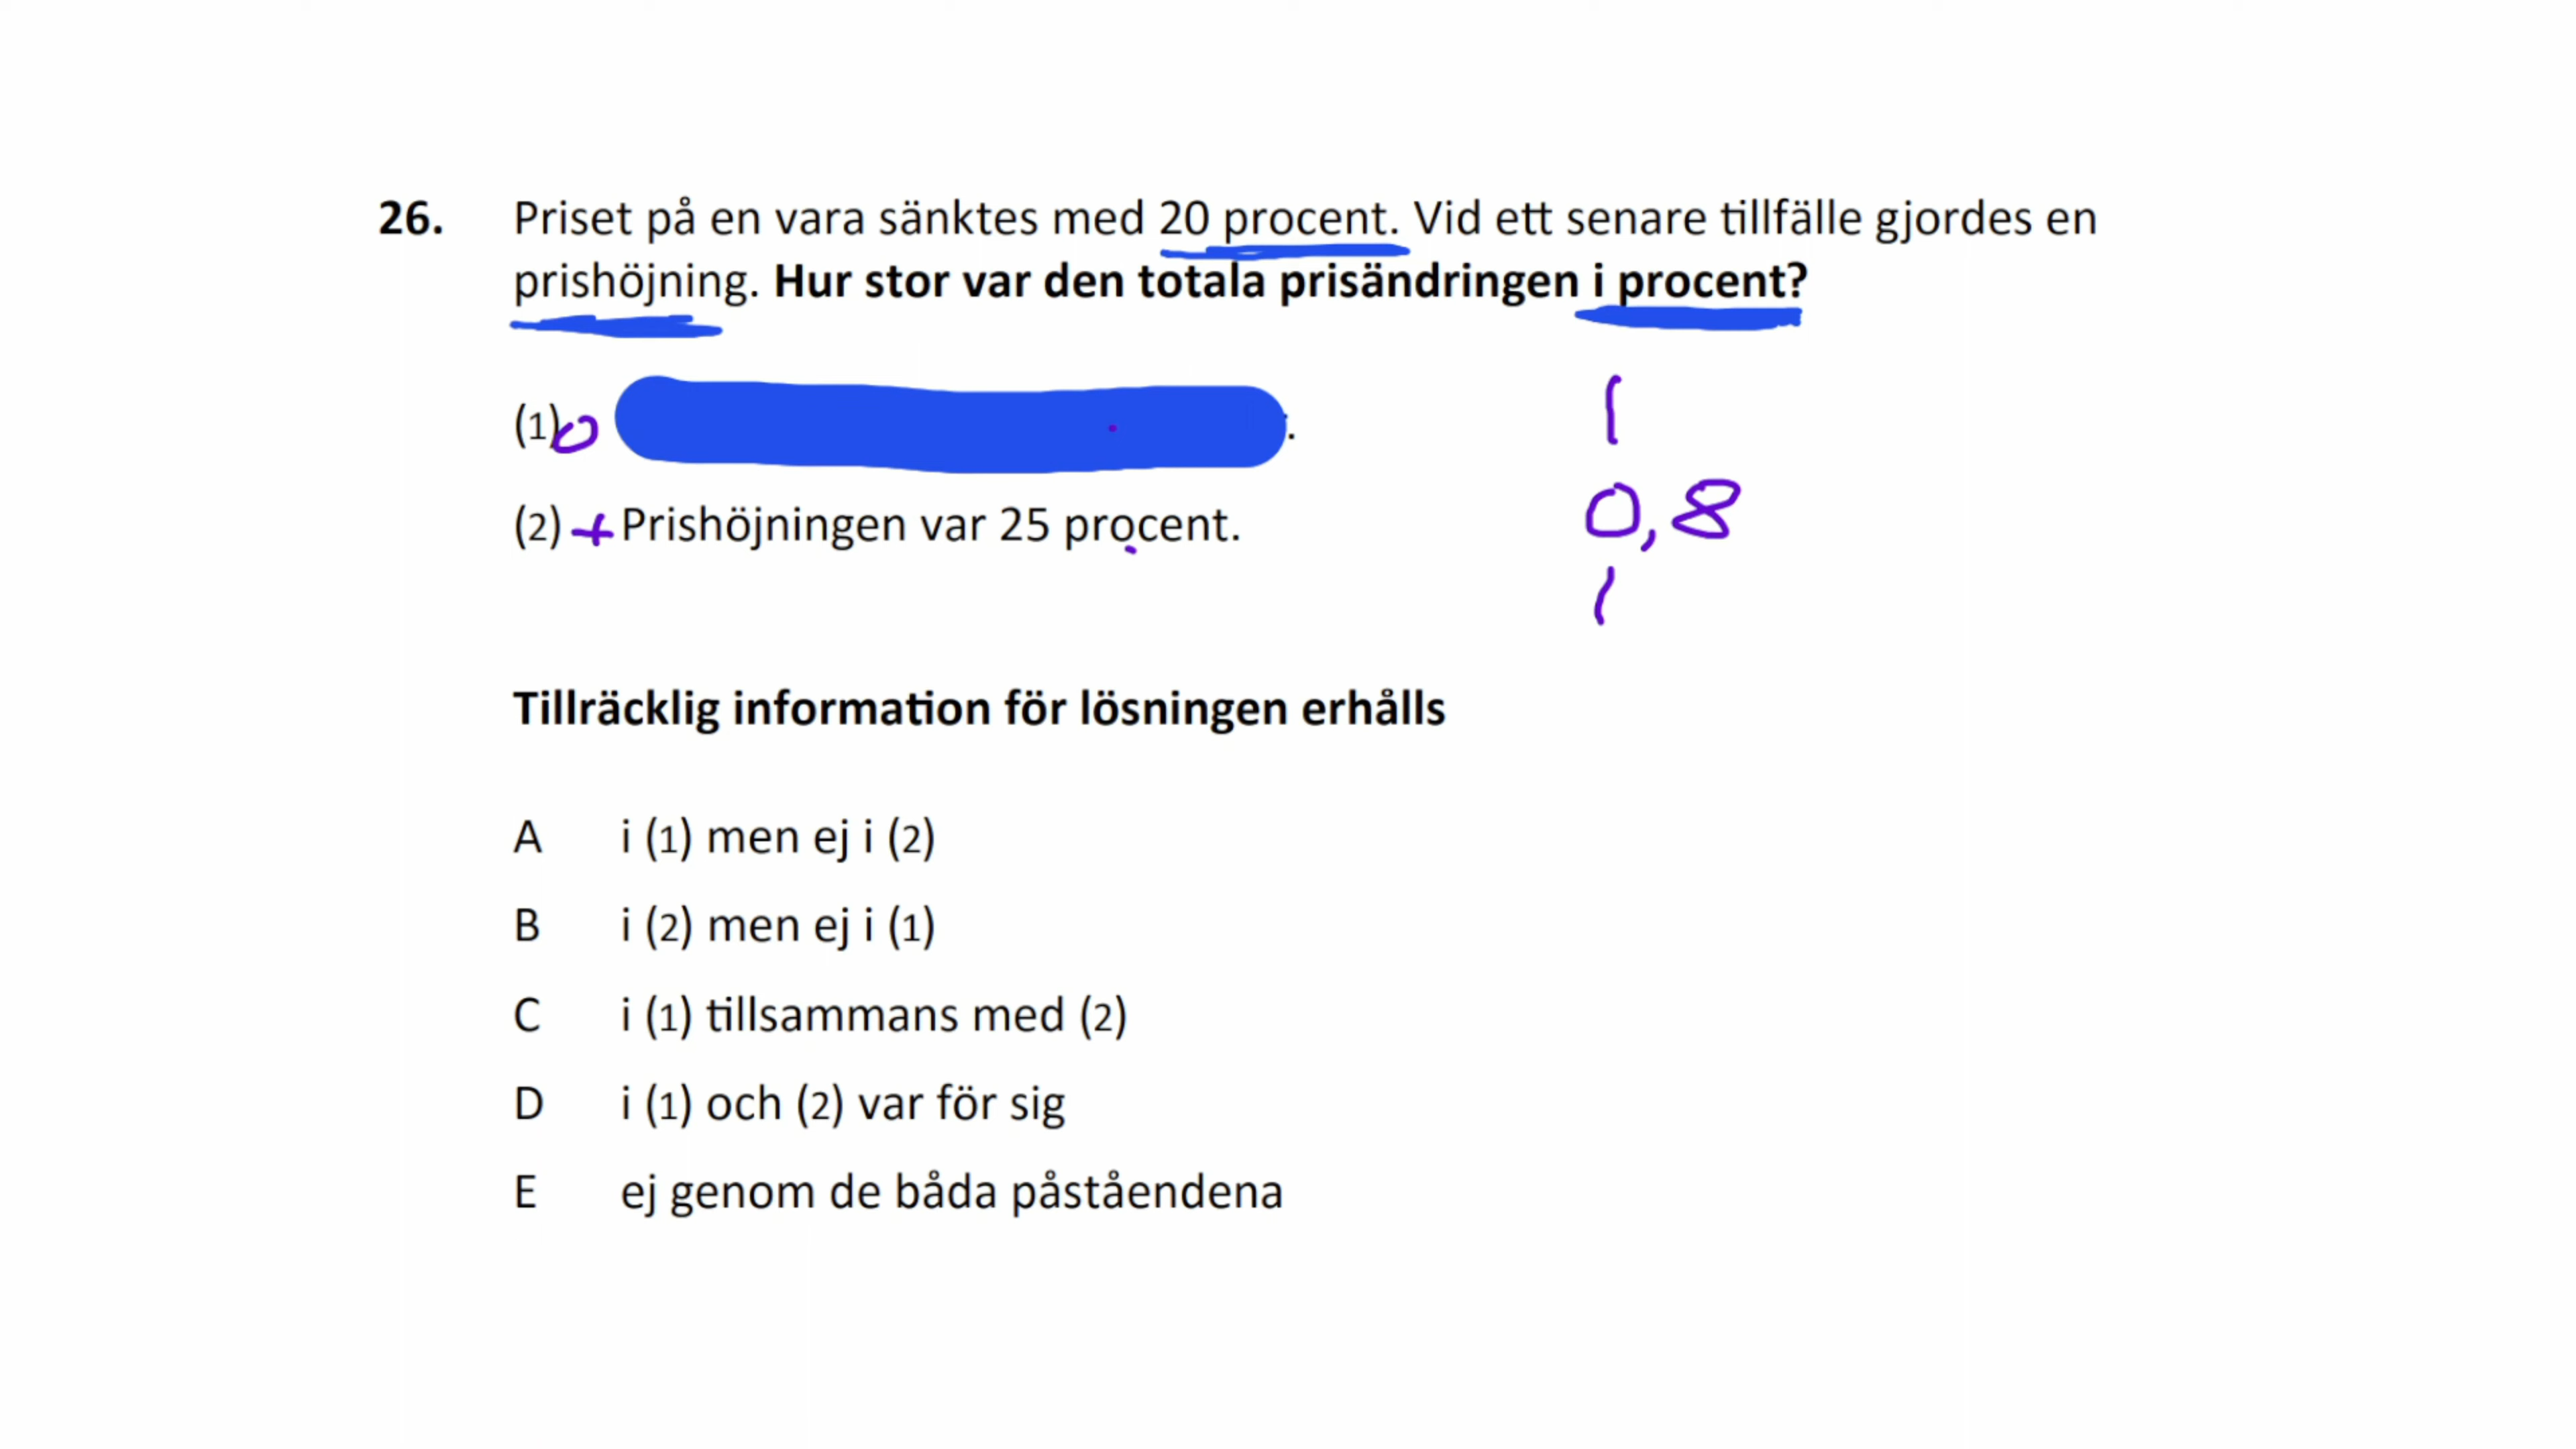 26. Priset på en vara sänktes med 20 procent. Vid ett senare tillfälle gjordes en
prishöjning. Hur stor var den totala prisändringen i procent?
(1) o .
(2) + Prishöjningen var 25 procent.
1
0,8
1
Tillräcklig information för lösningen erhålls
A i (1) men ej i (2)
B i (2) men ej i (1)
C i (1) tillsammans med (2)
D i (1) och (2) var för sig
E ej genom de båda påståendena